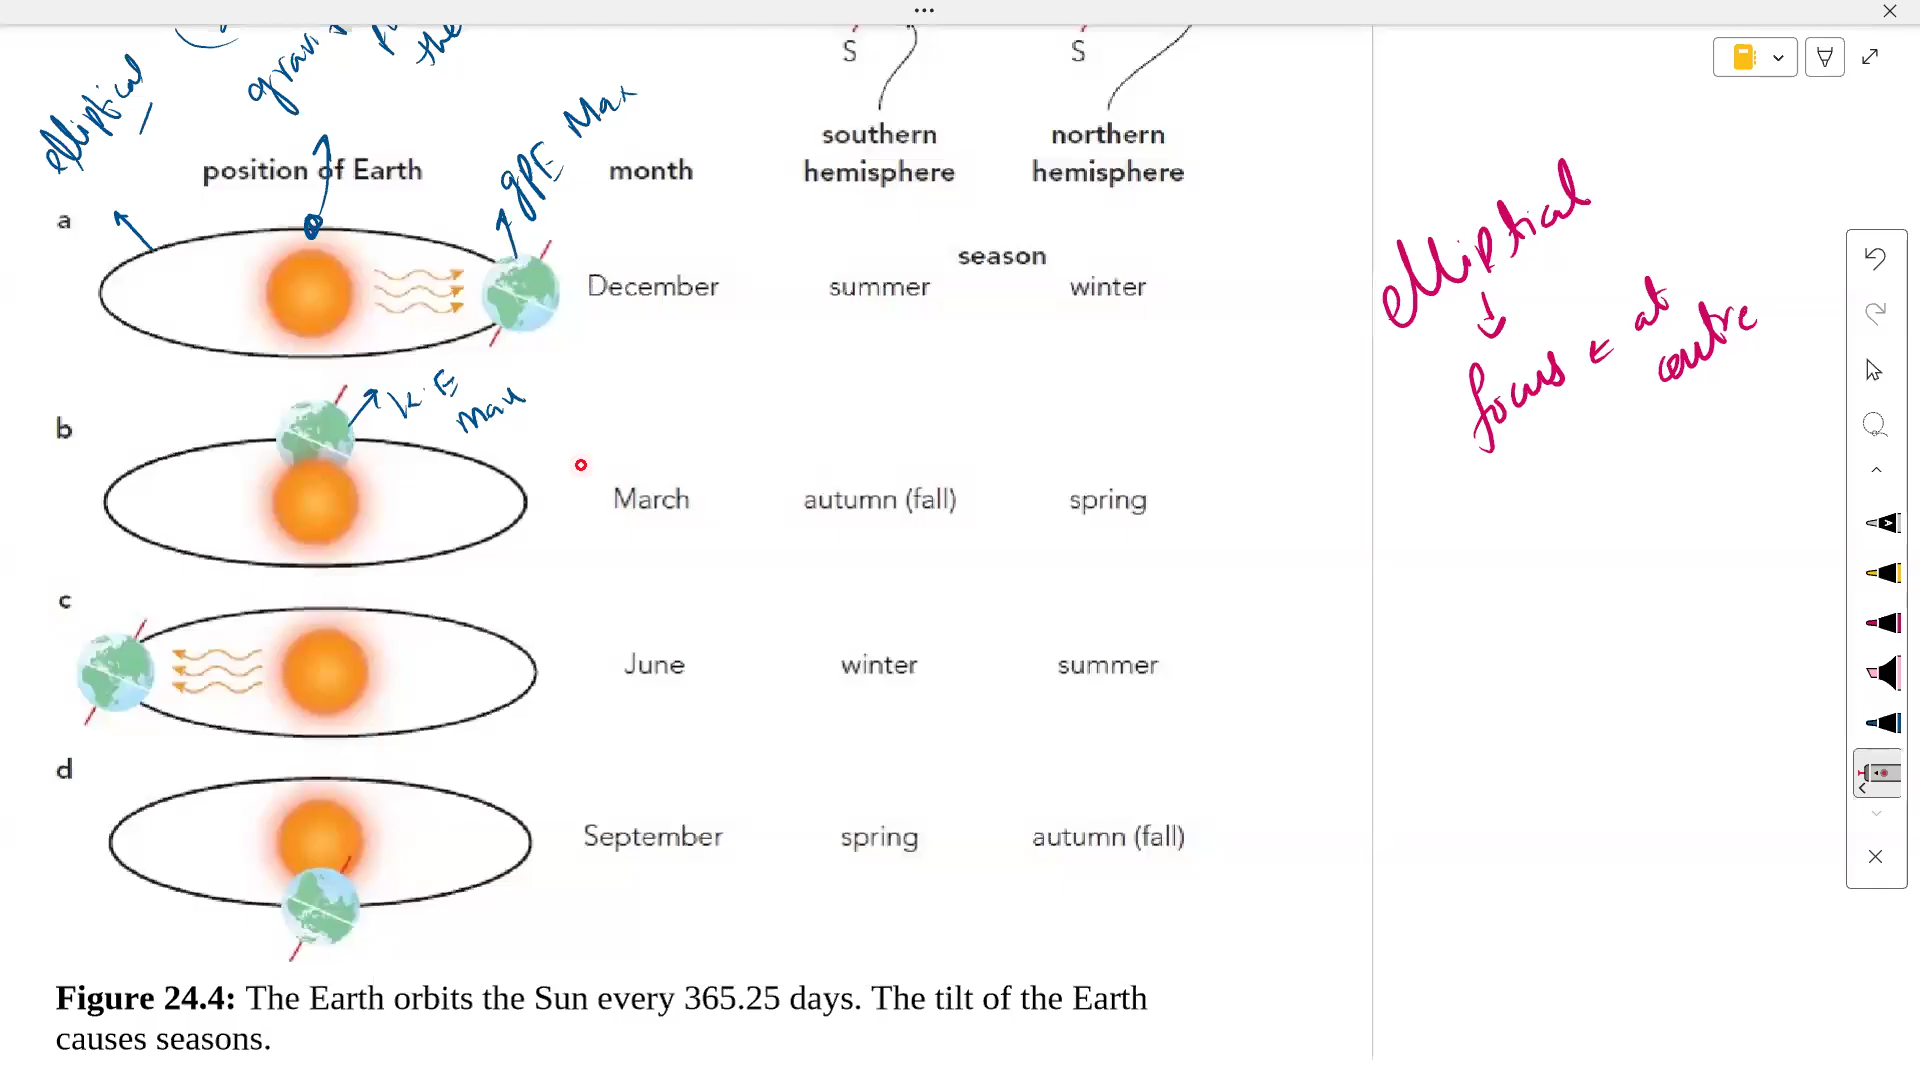 the
elliptical
S
S
gPE Max
southern
hemisphere
northern
hemisphere
position of Earth
month
a
season
December
summer
winter
elliptical
focus
at
centre
K.E
max
b
March
autumn (fall)
spring
c
June
winter
summer
d
September
spring
autumn (fall)
Figure 24.4: The Earth orbits the Sun every 365.25 days. The tilt of the Earth
causes seasons.